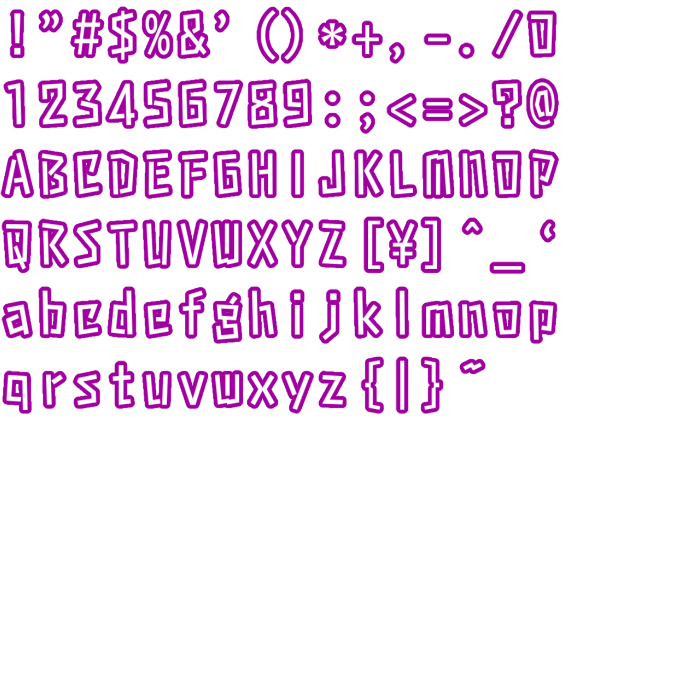 !”#$%&’()*+,-./0
123456789:;<=>?@
ABCDEFGHIJKLMNOP
QRSTUVWXYZ[¥]^_‘
abcdefghijklmnop
qrstuvwxyz{|}~